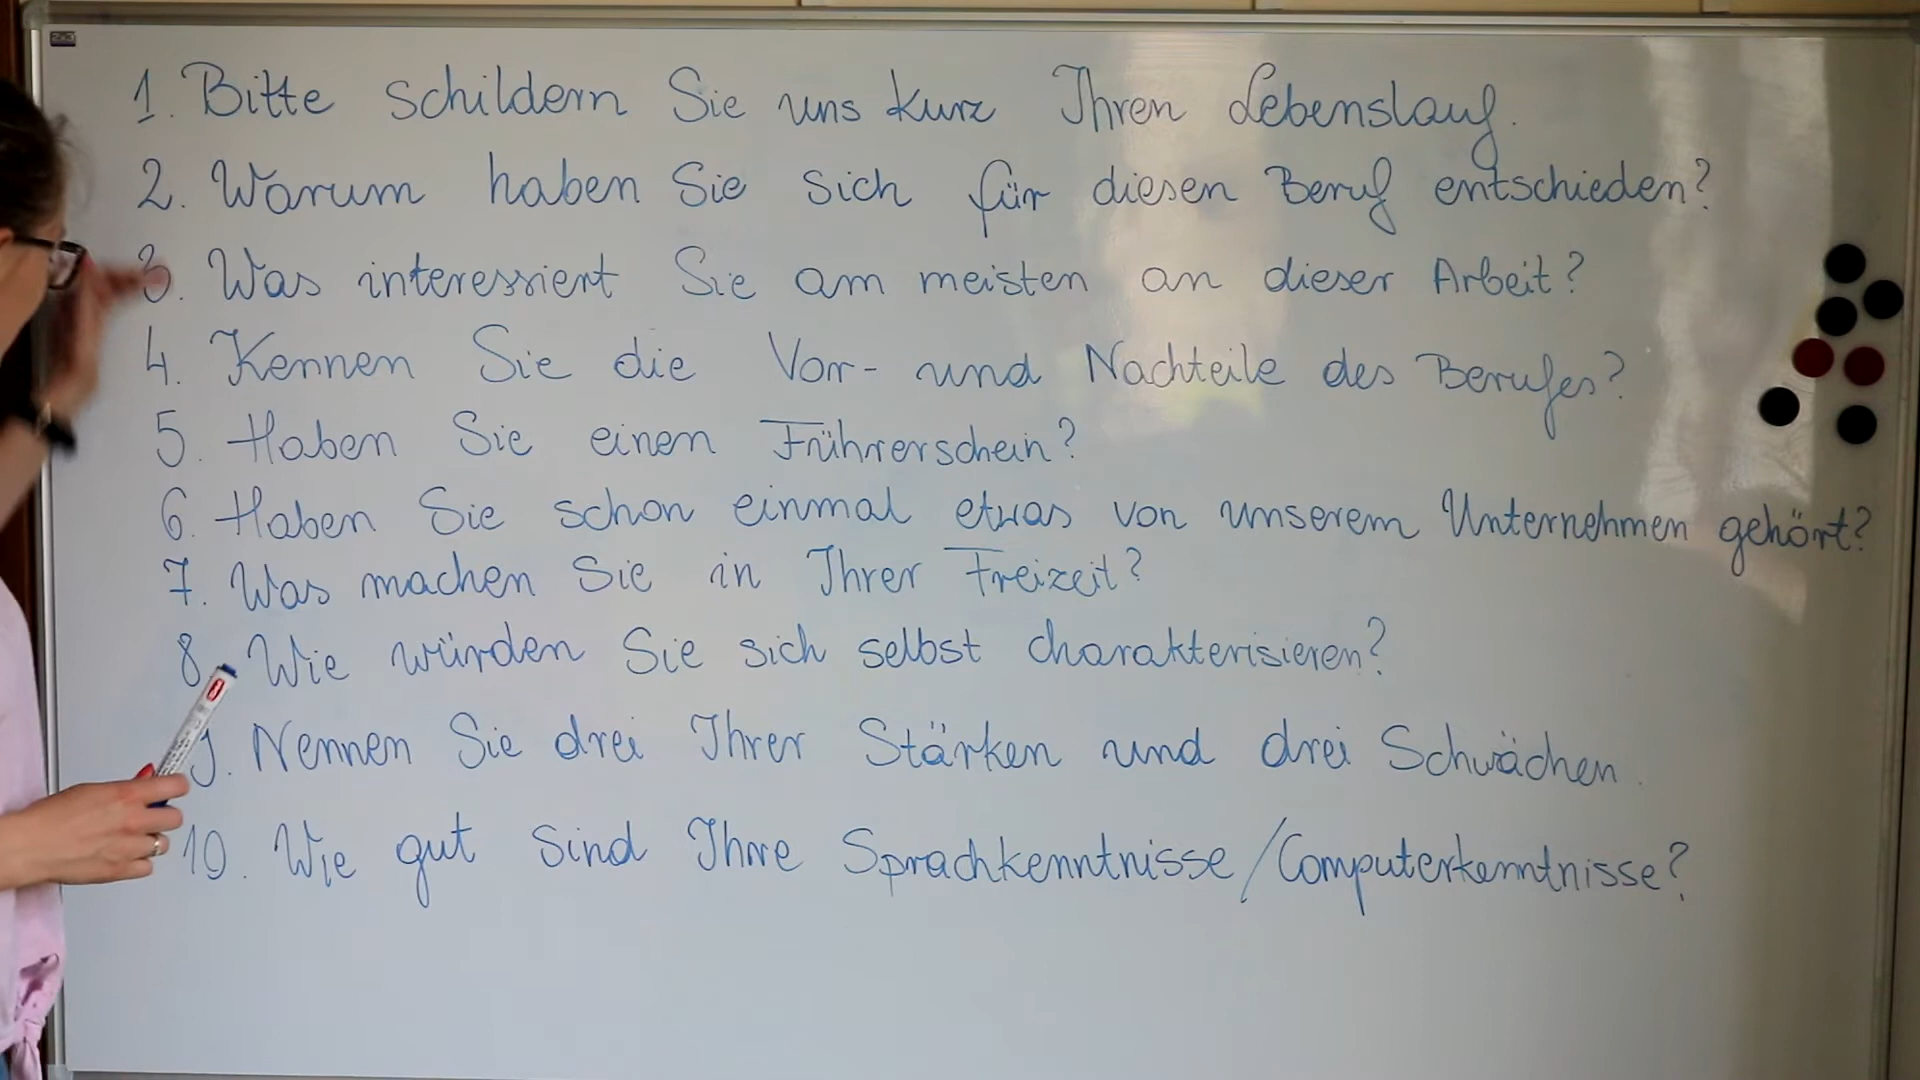 1. Bitte schildern Sie uns kurz Ihren Lebenslauf.
2. Warum haben Sie sich für diesen Beruf entschieden?
3. Was interessiert Sie am meisten an dieser Arbeit?
4. Kennen Sie die Vor- und Nachteile des Berufes?
5. Haben Sie einen Führerschein?
6. Haben Sie schon einmal etwas von unserem Unternehmen gehört?
7. Was machen Sie in Ihrer Freizeit?
8. Wie würden Sie sich selbst charakterisieren?
9. Nennen Sie drei Ihrer Stärken und drei Schwächen.
10. Wie gut sind Ihre Sprachkenntnisse/Computerkenntnisse?